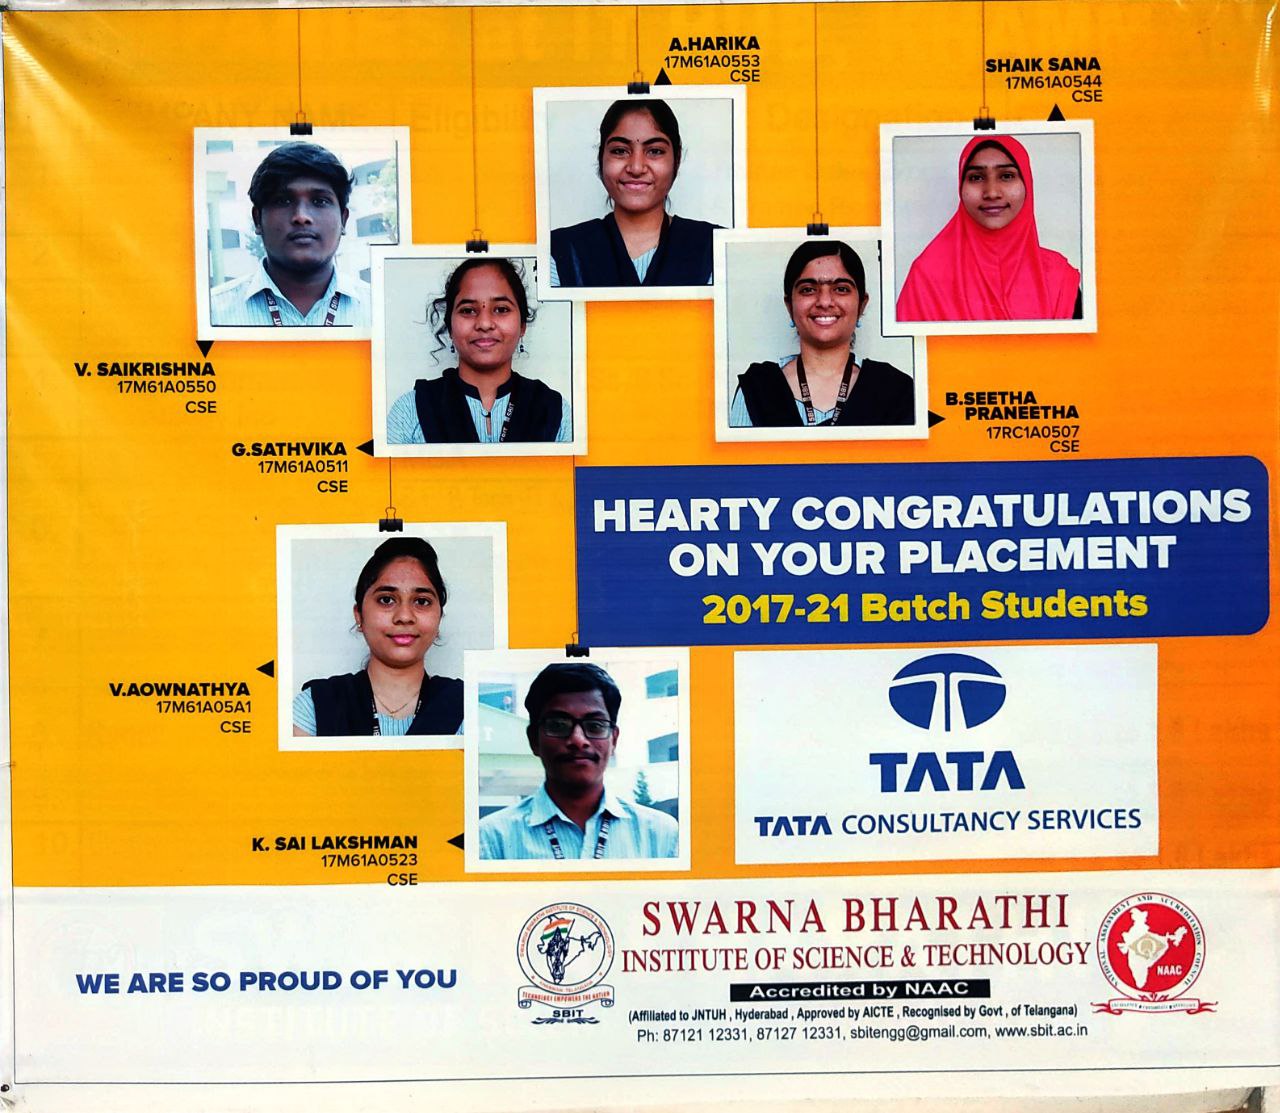 A.HARIKA
17M61A0553
CSE
SHAIK SANA
17M61A0544
CSE
V. SAIKRISHNA
17M61A0550
CSE
G.SATHVIKA
17M61A0511
CSE
B.SEETHA
PRANEETHA
17RC1A0507
CSE
HEARTY CONGRATULATIONS
ON YOUR PLACEMENT
2017-21 Batch Students
V.AOWNATHYA
17M61A05A1
CSE
TATA
TATA CONSULTANCY SERVICES
K. SAI LAKSHMAN
17M61A0523
CSE
WE ARE SO PROUD OF YOU
SWARNA BHARATHI
INSTITUTE OF SCIENCE & TECHNOLOGY
Accredited by NAAC
(Affiliated to JNTUH , Hyderabad , Approved by AICTE , Recognised by Govt , of Telangana)
Ph: 87121 12331, 87127 12331, sbitengg@gmail.com, www.sbit.ac.in
TECHNOLOGY EMPOWERS THE NATION
SBIT
NATIONAL ASSESSMENT AND ACCREDITATION COUNCIL
NAAC